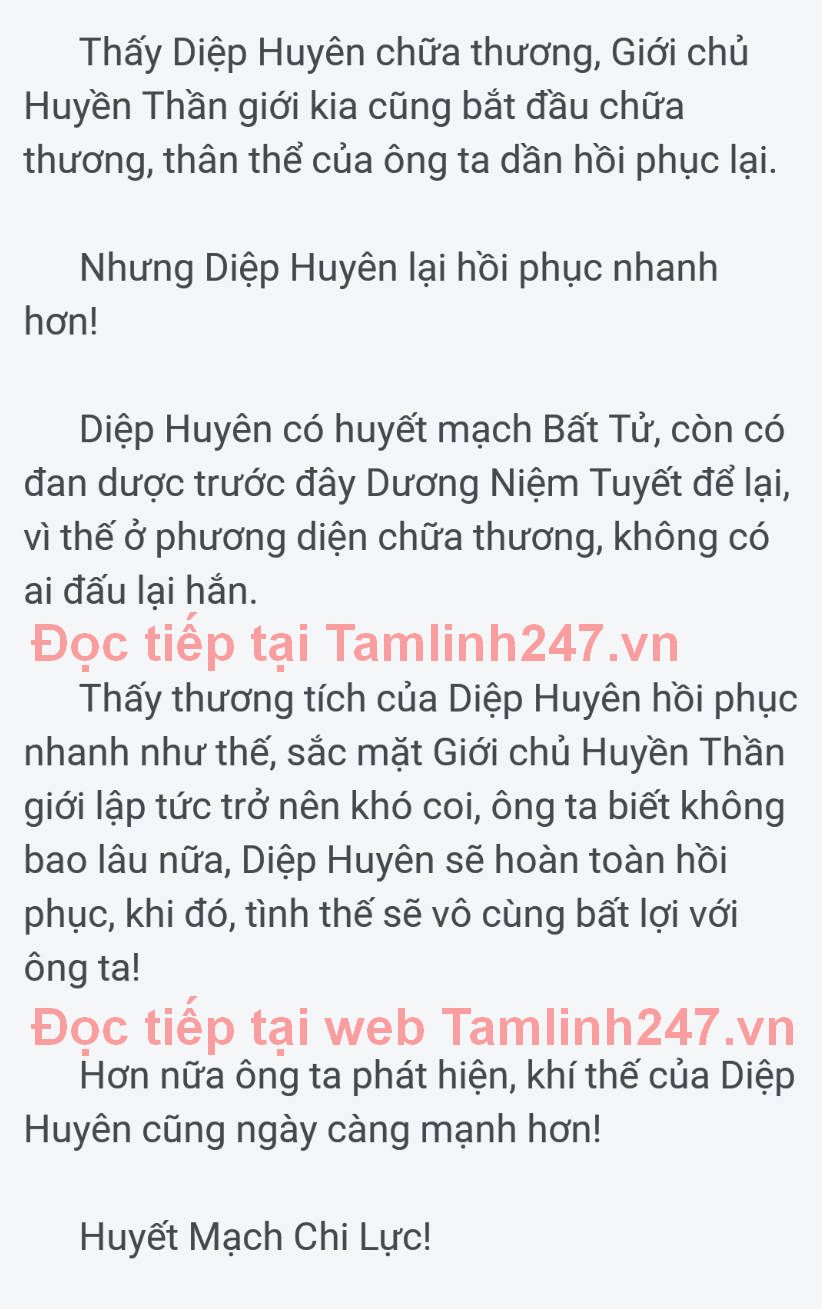 Thấy Diệp Huyên chữa thương, Giới chủ
Huyền Thần giới kia cũng bắt đầu chữa
thương, thân thể của ông ta dần hồi phục lại.
Nhưng Diệp Huyên lại hồi phục nhanh
hơn!
Diệp Huyên có huyết mạch Bất Tử, còn có
đan dược trước đây Dương Niệm Tuyết để lại,
vì thế ở phương diện chữa thương, không có
ai đấu lại hắn.
Đọc tiếp tại Tamlinh247.vn
Thấy thương tích của Diệp Huyên hồi phục
nhanh như thế, sắc mặt Giới chủ Huyền Thần
giới lập tức trở nên khó coi, ông ta biết không
bao lâu nữa, Diệp Huyên sẽ hoàn toàn hồi
phục, khi đó, tình thế sẽ vô cùng bất lợi với
ông ta!
Đọc tiếp tại web Tamlinh247.vn
Hơn nữa ông ta phát hiện, khí thế của Diệp
Huyên cũng ngày càng mạnh hơn!
Huyết Mạch Chi Lực!